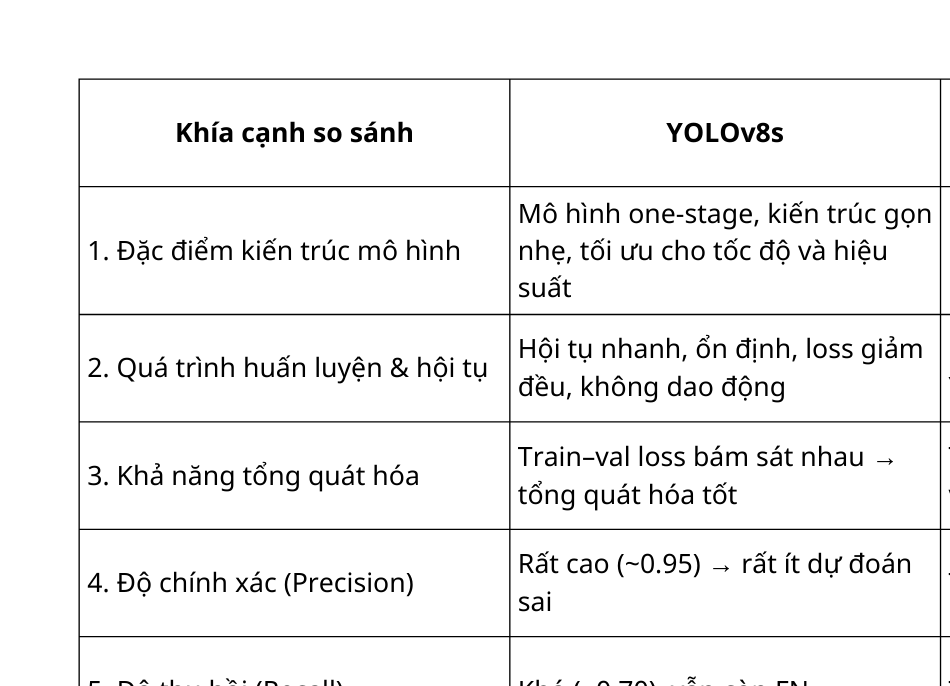 Khía cạnh so sánh
YOLOv8s
1. Đặc điểm kiến trúc mô hình
Mô hình one-stage, kiến trúc gọn
nhẹ, tối ưu cho tốc độ và hiệu
suất
2. Quá trình huấn luyện & hội tụ
Hội tụ nhanh, ổn định, loss giảm
đều, không dao động
3. Khả năng tổng quát hóa
Train–val loss bám sát nhau →
tổng quát hóa tốt
4. Độ chính xác (Precision)
Rất cao (~0.95) → rất ít dự đoán
sai
5. Độ thu hồi (Recall)